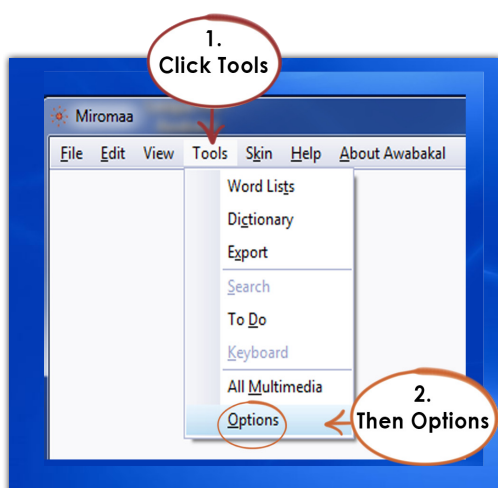 1.
Click Tools
Miromaa
File Edit View Tools Skin Help About Awabakal
Word Lists
Dictionary
Export
Search
To Do
Keyboard
All Multimedia
Options
2.
Then Options